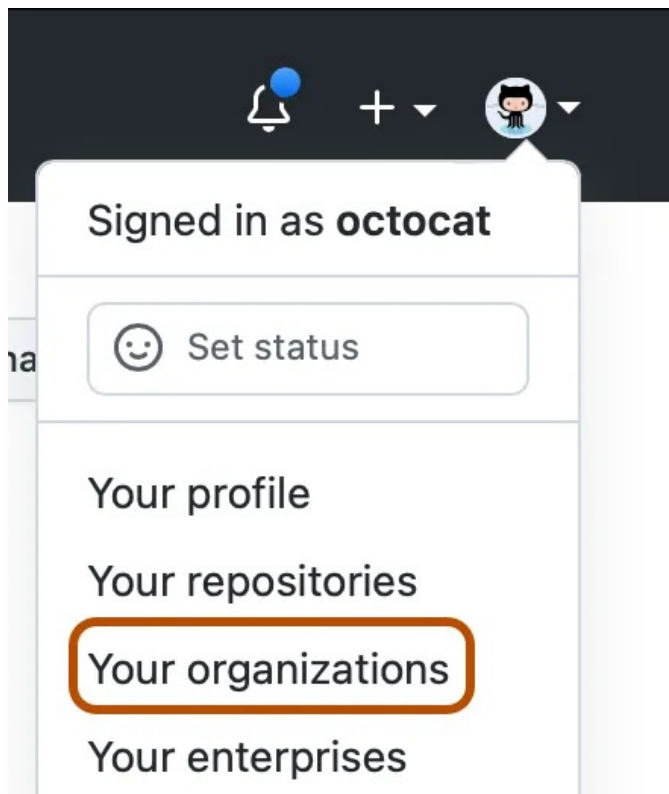 Signed in as octocat
Set status
Your profile
Your repositories
Your organizations
Your enterprises